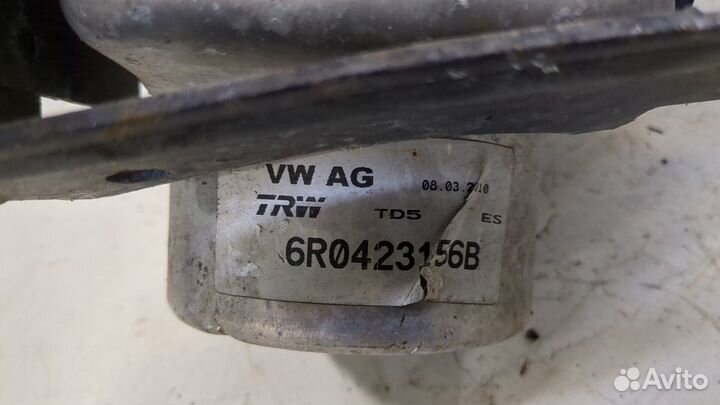 VW AG 08.03.2010
TRW TD5 ES
6R0423156B
Avito